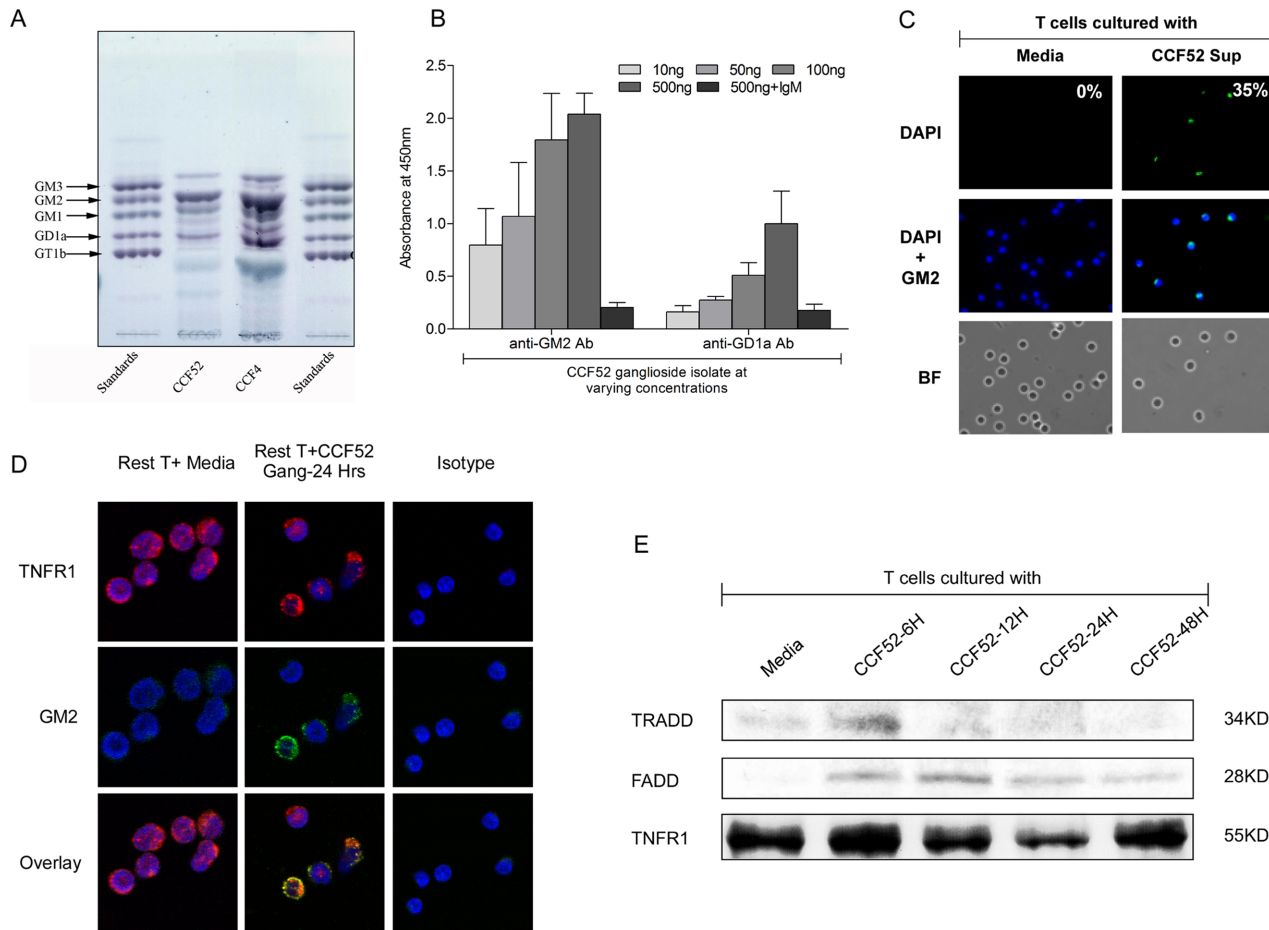 A
GM3
GM2
GM1
GD1a
GT1b
Standards
CCF52
CCF4
Standards
B
Absorbance at 450nm
2.5
2.0
1.5
1.0
0.5
0.0
10ng
50ng
100ng
500ng
500ng+IgM
anti-GM2 Ab
anti-GD1a Ab
CCF52 ganglioside isolate at
varying concentrations
C
T cells cultured with
Media
CCF52 Sup
DAPI
0%
35%
DAPI
+
GM2
BF
D
Rest T+ Media
Rest T+CCF52
Gang-24 Hrs
Isotype
TNFR1
GM2
Overlay
E
T cells cultured with
Media
CCF52-6H
CCF52-12H
CCF52-24H
CCF52-48H
TRADD
34KD
FADD
28KD
TNFR1
55KD